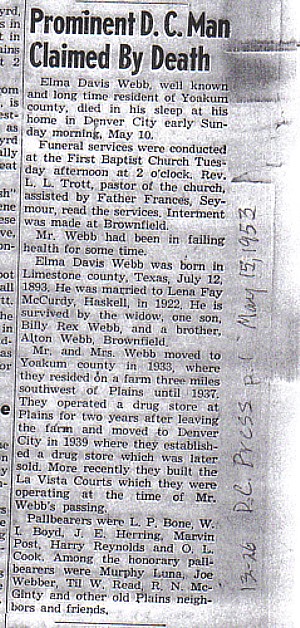 Prominent D. C. Man
Claimed By Death
Elma Davis Webb, well known
and long time resident of Yoakum
county, died in his sleep at his
home in Denver City early Sun-
day morning, May 10.
Funeral services were conducted
at the First Baptist Church Tues-
day afternoon at 2 o'clock. Rev.
L. L. Trott, pastor of the church,
assisted by Father Frances, Sey-
mour, read the services. Interment
was made at Brownfield.
Mr. Webb had been in failing
health for some time.
Elma Davis Webb was born in
Limestone county, Texas, July 12,
1893. He was married to Lena Fay
McCurdy, Haskell, in 1922. He is
survived by the widow, one son,
Billy Rex Webb, and a brother,
Alton Webb, Brownfield.
Mr. and Mrs. Webb moved to
Yoakum county in 1933, where
they resided on a farm three miles
southwest of Plains until 1937.
They operated a drug store at
Plains for two years after leaving
the farm and moved to Denver
City in 1939 where they establish-
ed a drug store which was later
sold. More recently they built the
La Vista Courts which they were
operating at the time of Mr.
Webb's passing.
Pallbearers were L. P. Bone, W.
I. Boyd, J. E. Herring, Marvin
Post, Harry Reynolds and O. L.
Cook. Among the honorary pall-
bearers were Murphy Luna, Joe
Webber, Til W. Read, R. N. Mc-
Ginty and other old Plains neigh-
bors and friends.
13-26 D.C. Press p. 1 May 15, 1953